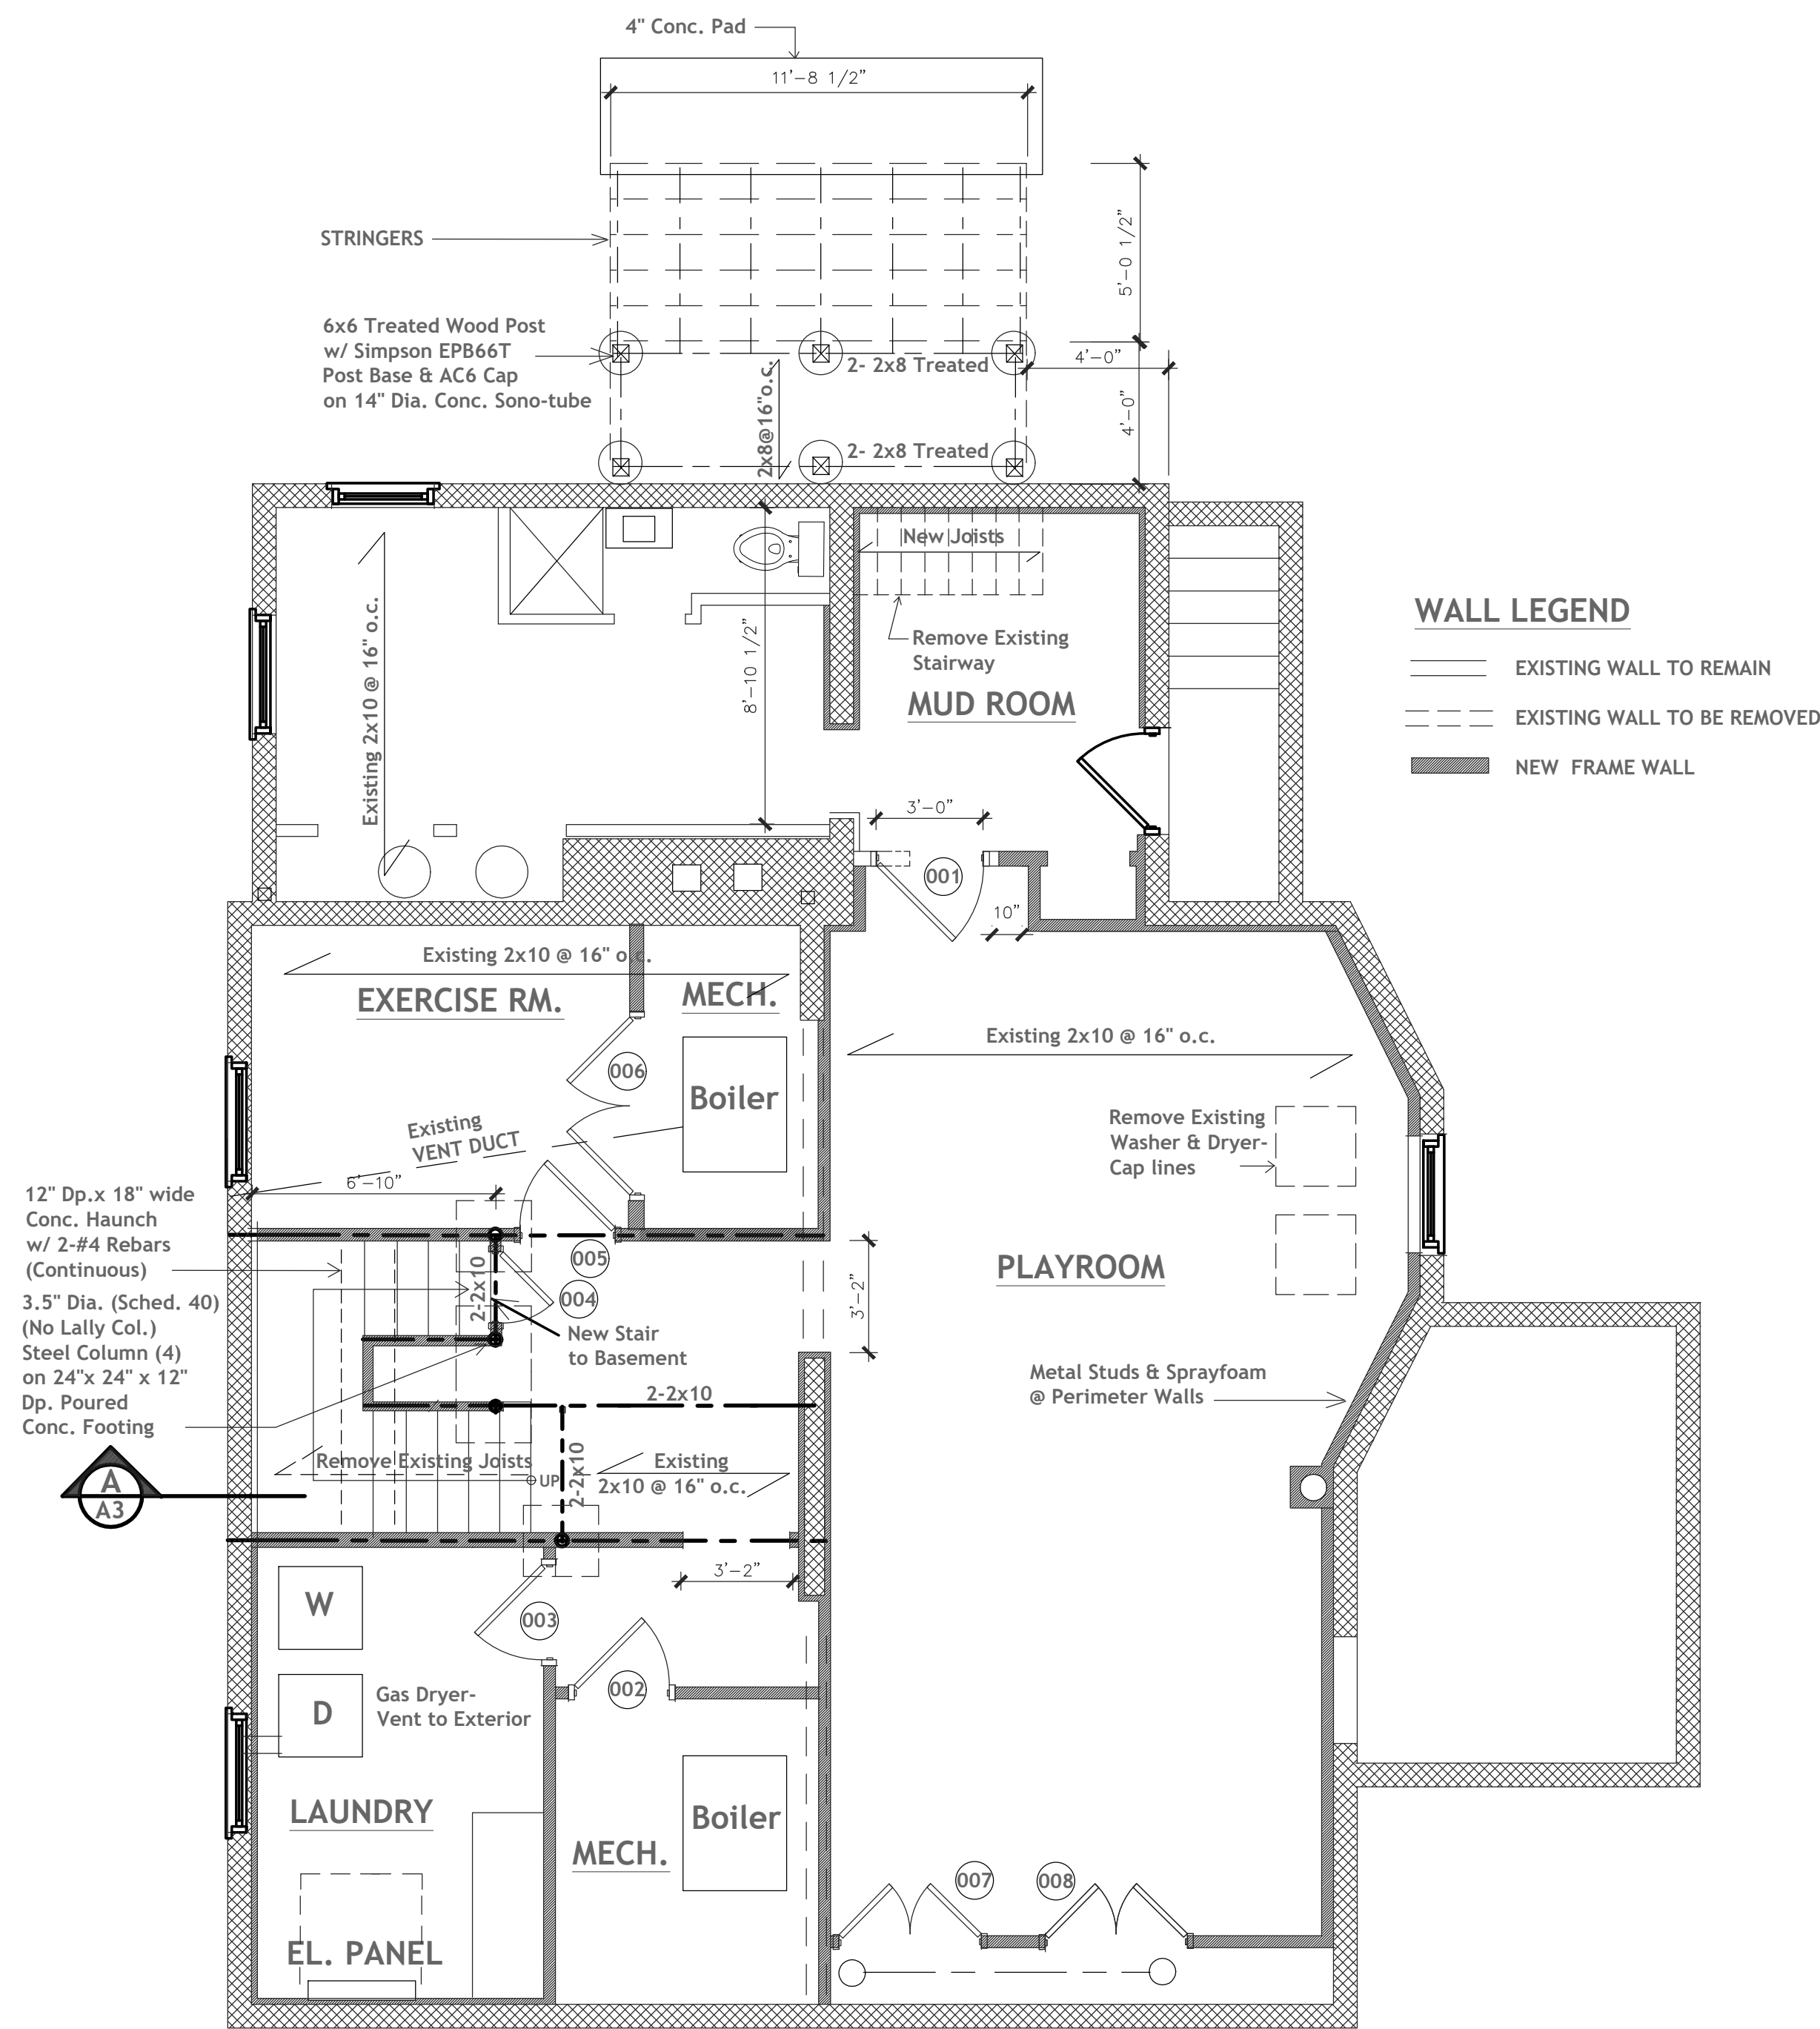 4" Conc. Pad
11'-8 1/2"
STRINGERS
5'-0 1/2"
6x6 Treated Wood Post
w/ Simpson EPB66T
Post Base & AC6 Cap
on 14" Dia. Conc. Sono-tube
2- 2x8 Treated
4'-0"
4'-0"
2x8@16"o.c.
2- 2x8 Treated
New Joists
Existing 2x10 @ 16" o.c.
8'-10 1/2"
Remove Existing
Stairway
MUD ROOM
WALL LEGEND
EXISTING WALL TO REMAIN
EXISTING WALL TO BE REMOVED
NEW FRAME WALL
3'-0"
001
10"
Existing 2x10 @ 16" o.c.
EXERCISE RM.
MECH.
Existing 2x10 @ 16" o.c.
006
Boiler
Existing
VENT DUCT
Remove Existing
Washer & Dryer-
Cap lines
6'-10"
12" Dp.x 18" wide
Conc. Haunch
w/ 2-#4 Rebars
(Continuous)
005
004
2-2x10
PLAYROOM
3'-2"
3.5" Dia. (Sched. 40)
(No Lally Col.)
Steel Column (4)
on 24"x 24" x 12"
Dp. Poured
Conc. Footing
New Stair
to Basement
Metal Studs & Sprayfoam
@ Perimeter Walls
2-2x10
Remove Existing Joists
UP
2-2x10
Existing
2x10 @ 16" o.c.
A
A3
3'-2"
W
003
002
D
Gas Dryer-
Vent to Exterior
LAUNDRY
Boiler
MECH.
007
008
EL. PANEL